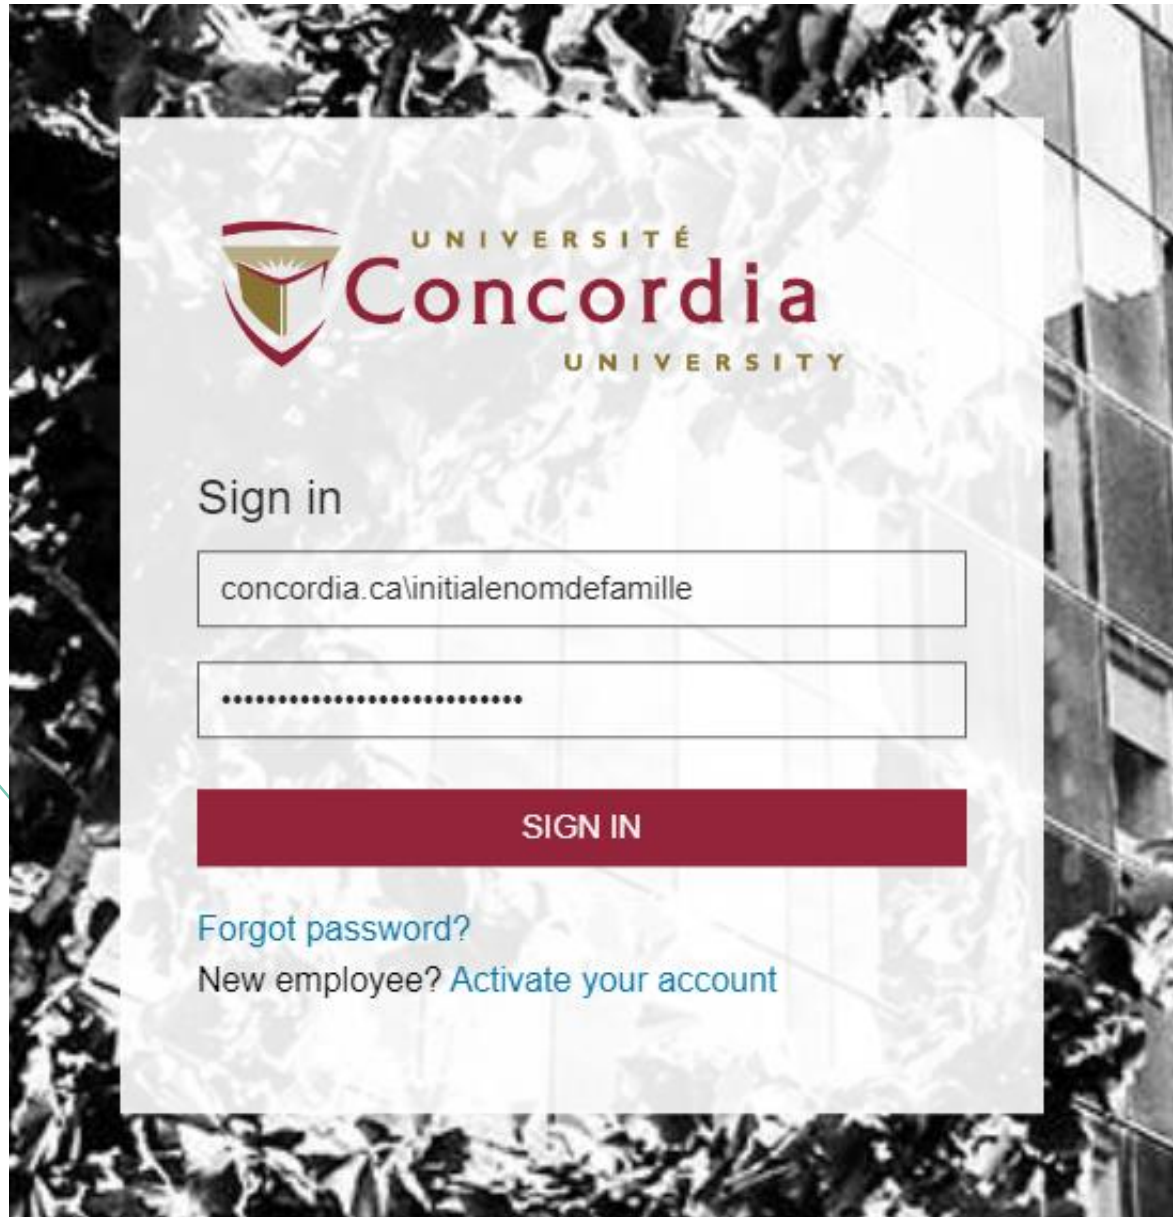 UNIVERSITÉ
Concordia
UNIVERSITY
Sign in
concordia.ca\initialenomdefamille
•••••••••••••••••••••••••••
SIGN IN
Forgot password?
New employee? Activate your account